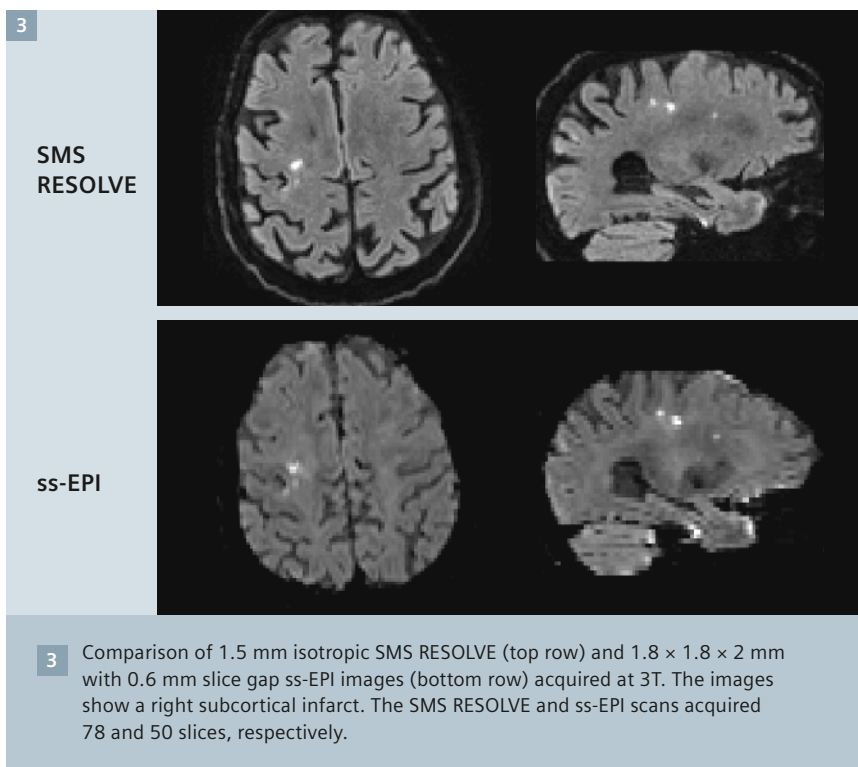 3
SMS
RESOLVE
ss-EPI
3
Comparison of 1.5 mm isotropic SMS RESOLVE (top row) and 1.8 × 1.8 × 2 mm
with 0.6 mm slice gap ss-EPI images (bottom row) acquired at 3T. The images
show a right subcortical infarct. The SMS RESOLVE and ss-EPI scans acquired
78 and 50 slices, respectively.